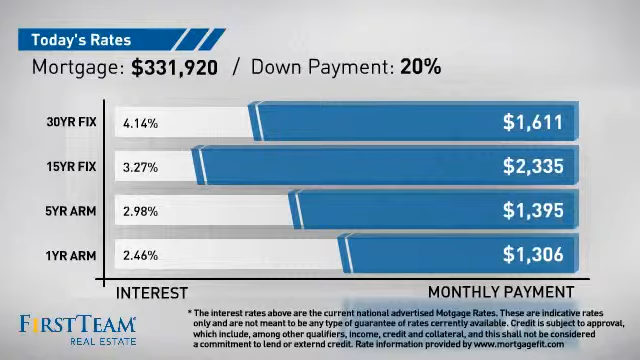 Today's Rates
Mortgage: $331,920 / Down Payment: 20%
30YR FIX 4.14% $1,611
15YR FIX 3.27% $2,335
5YR ARM 2.98% $1,395
1YR ARM 2.46% $1,306
INTEREST MONTHLY PAYMENT
FIRSTTEAM®
REAL ESTATE
* The interest rates above are the current national advertised Motgage Rates. These are indicative rates
only and are not meant to be any type of guarantee of rates cerrently available. Credit is subject to approval,
which include, among other qualifiers, income, credit and collateral, and this shall not be considered
a commitment to lend or externd credit. Rate information provided by www.mortgagefit.com